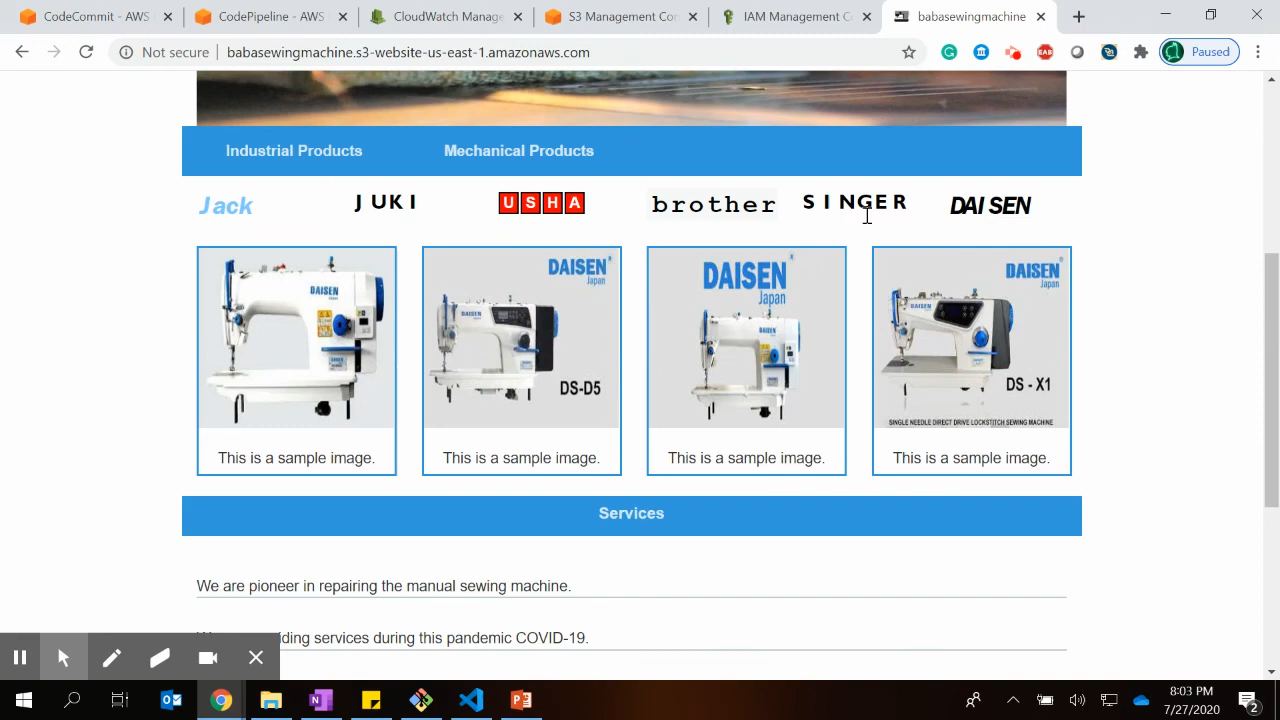 CodeCommit - AWS
CodePipeline - AWS
CloudWatch Manage
S3 Management Con
IAM Management C
babasewingmachine
Not secure
babasewingmachine.s3-website-us-east-1.amazonaws.com
Paused
Industrial Products
Mechanical Products
Jack
JUKI
USHA
brother
SINGER
DAISEN
DAISEN
DAISEN
Japan
DS-D5
DAISEN
Japan
DAISEN
Japan
DS - X1
SINGLE NEEDLE DIRECT DRIVE LOCKSTITCH SEWING MACHINE
This is a sample image.
This is a sample image.
This is a sample image.
This is a sample image.
Services
We are pioneer in repairing the manual sewing machine.
services during this pandemic COVID-19.
8:03 PM
7/27/2020
2